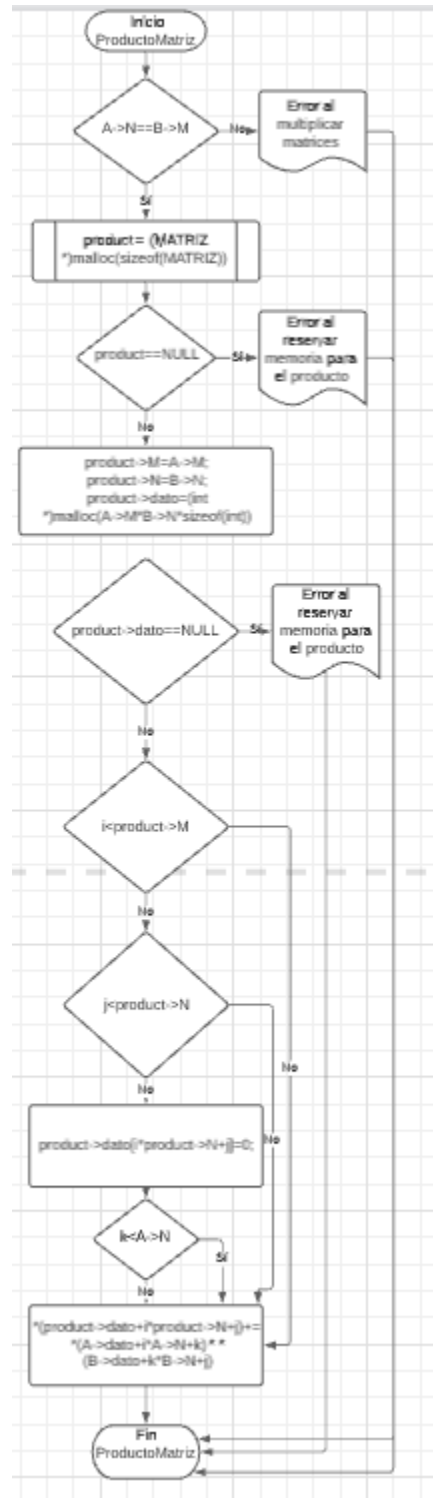 Inicio
ProductoMatriz
A->N==B->M
No
Error al
multiplicar
matrices
Sí
product= (MATRIZ
*)malloc(sizeof(MATRIZ))
product==NULL
Sí
Error al
reservar
memoria para
el producto
No
product->M=A->M;
product->N=B->N;
product->dato=(int
*)malloc(A->M*B->N*sizeof(int))
product->dato==NULL
Sí
Error al
reservar
memoria para
el producto
No
i<product->M
No
j<product->N
No
No
product->dato[i*product->N+j]=0;
No
k<A->N
Sí
No
*(product->dato+i*product->N+j)+=
*(A->dato+i*A->N+k)**
(B->dato+k*B->N+j)
Fin
ProductoMatriz